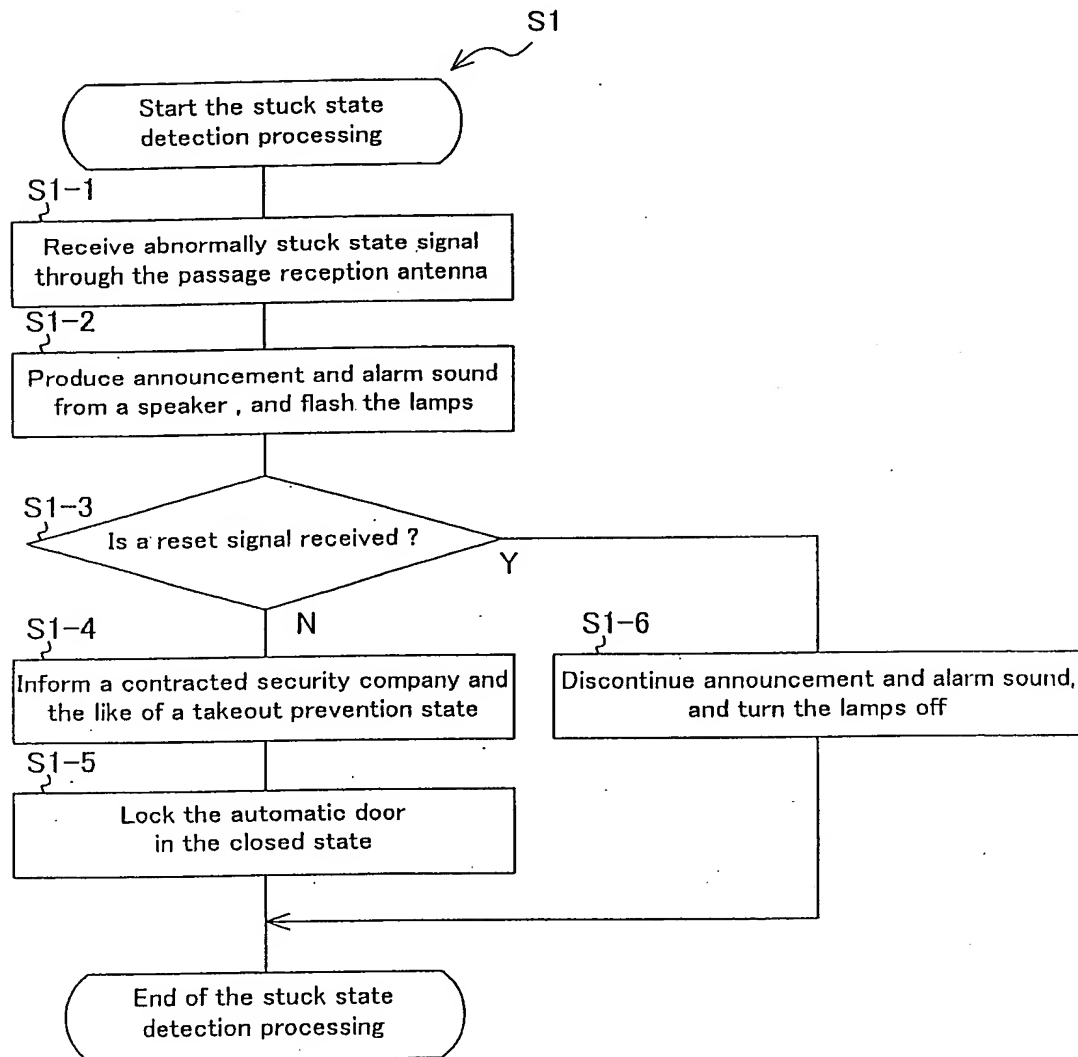 S1
Start the stuck state
detection processing
S1-1
Receive abnormally stuck state signal
through the passage reception antenna
S1-2
Produce announcement and alarm sound
from a speaker , and flash the lamps
S1-3
Is a reset signal received ?
Y
N
S1-4
Inform a contracted security company and
the like of a takeout prevention state
S1-6
Discontinue announcement and alarm sound,
and turn the lamps off
S1-5
Lock the automatic door
in the closed state
End of the stuck state
detection processing